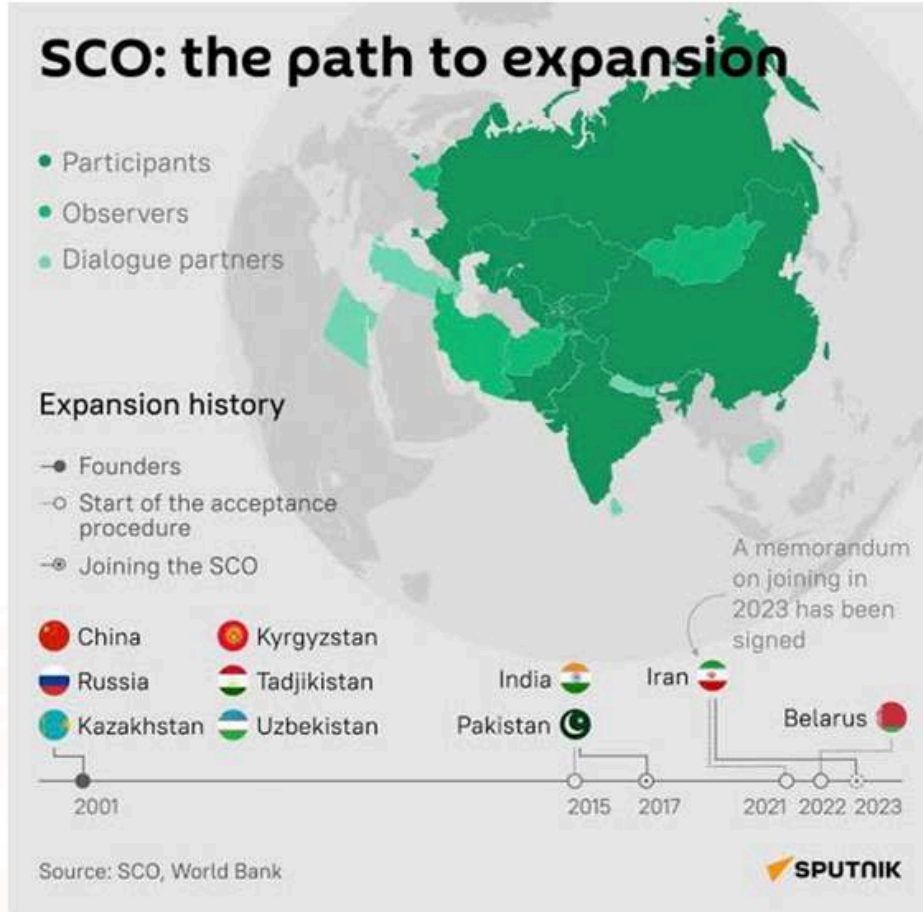 SCO: the path to expansion
Participants
Observers
Dialogue partners
Expansion history
Founders
Start of the acceptance
procedure
Joining the SCO
A memorandum
on joining in
2023 has been
signed
China
Kyrgyzstan
Russia
Tadjikistan
Kazakhstan
Uzbekistan
India
Pakistan
Iran
Belarus
2001
2015
2017
2021
2022
2023
Source: SCO, World Bank
SPUTNIK